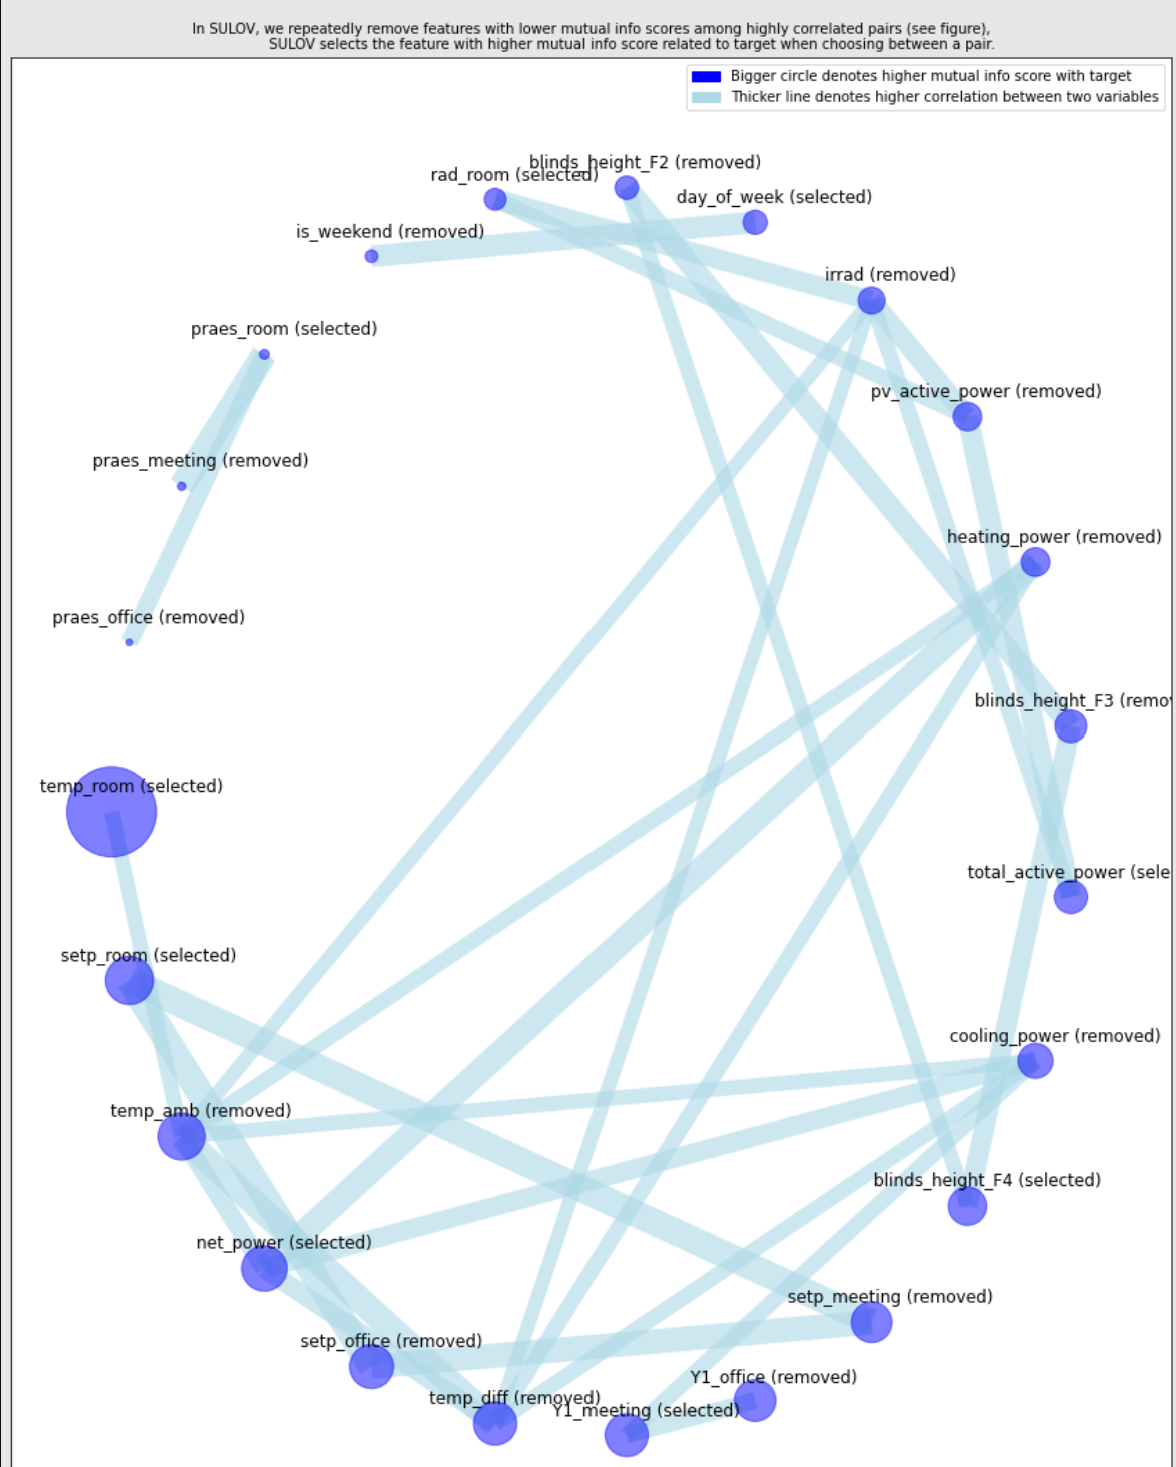 In SULOV, we repeatedly remove features with lower mutual info scores among highly correlated pairs (see figure),
SULOV selects the feature with higher mutual info score related to target when choosing between a pair.
Bigger circle denotes higher mutual info score with target
Thicker line denotes higher correlation between two variables
blinds_height_F2 (removed)
rad_room (selected)
day_of_week (selected)
is_weekend (removed)
irrad (removed)
praes_room (selected)
pv_active_power (removed)
praes_meeting (removed)
heating_power (removed)
praes_office (removed)
blinds_height_F3 (remov
temp_room (selected)
total_active_power (sele
setp_room (selected)
cooling_power (removed)
temp_amb (removed)
blinds_height_F4 (selected)
net_power (selected)
setp_meeting (removed)
setp_office (removed)
Y1_office (removed)
temp_diff (removed)
Y1_meeting (selected)